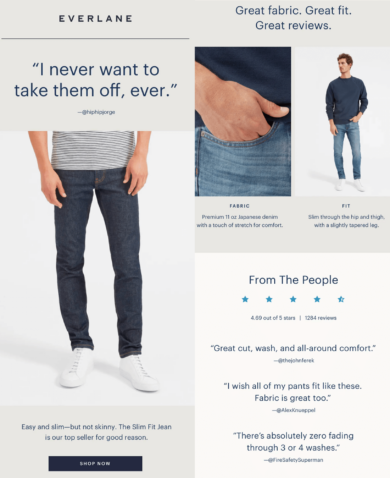 EVERLANE
“I never want to
take them off, ever.”
—@hiphipjorge
Easy and slim—but not skinny. The Slim Fit Jean
is our top seller for good reason.
SHOP NOW
Great fabric. Great fit.
Great reviews.
FABRIC
Premium 11 oz Japanese denim
with a touch of stretch for comfort.
FIT
Slim through the hip and thigh,
with a slightly tapered leg.
From The People
4.69 out of 5 stars | 1284 reviews
“Great cut, wash, and all-around comfort.”
—@thejohnferek
“I wish all of my pants fit like these.
Fabric is great too.”
—@AlexKnueppel
“There’s absolutely zero fading
through 3 or 4 washes.”
—@FireSafetySuperman